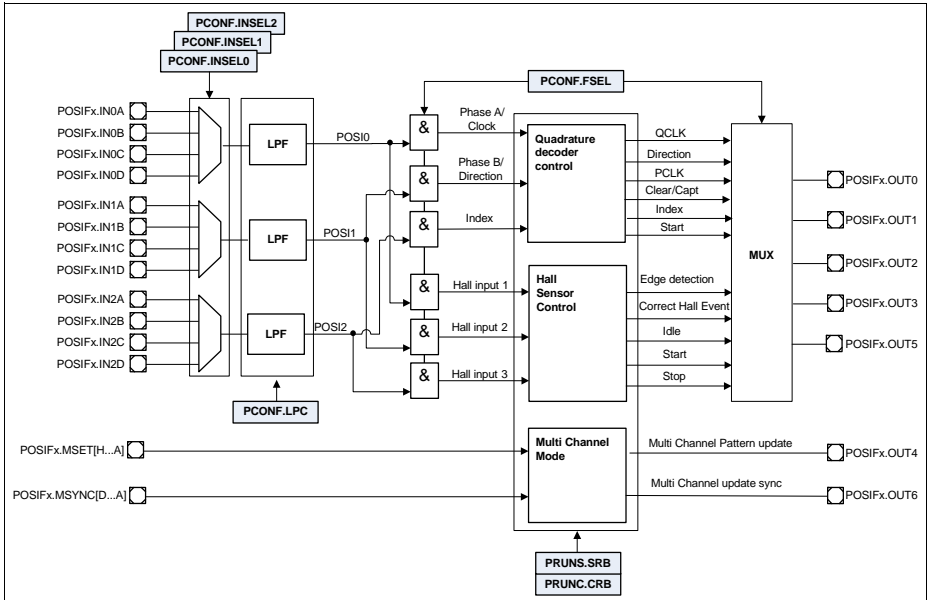 PCONF.INSEL2
PCONF.INSEL1
PCONF.INSEL0
PCONF.FSEL
POSIFx.IN0A
POSIFx.IN0B
POSIFx.IN0C
POSIFx.IN0D
POSIFx.IN1A
POSIFx.IN1B
POSIFx.IN1C
POSIFx.IN1D
POSIFx.IN2A
POSIFx.IN2B
POSIFx.IN2C
POSIFx.IN2D
LPF
LPF
LPF
PCONF.LPC
POSI0
POSI1
POSI2
&
&
&
&
&
&
Phase A/
Clock
Phase B/
Direction
Index
Hall input 1
Hall input 2
Hall input 3
Quadrature
decoder
control
QCLK
Direction
PCLK
Clear/Capt
Index
Start
Hall
Sensor
Control
Edge detection
Correct Hall Event
Idle
Start
Stop
MUX
POSIFx.OUT0
POSIFx.OUT1
POSIFx.OUT2
POSIFx.OUT3
POSIFx.OUT5
POSIFx.MSET[H...A]
POSIFx.MSYNC[D...A]
Multi Channel
Mode
Multi Channel Pattern update
Multi Channel update sync
POSIFx.OUT4
POSIFx.OUT6
PRUNS.SRB
PRUNC.CRB